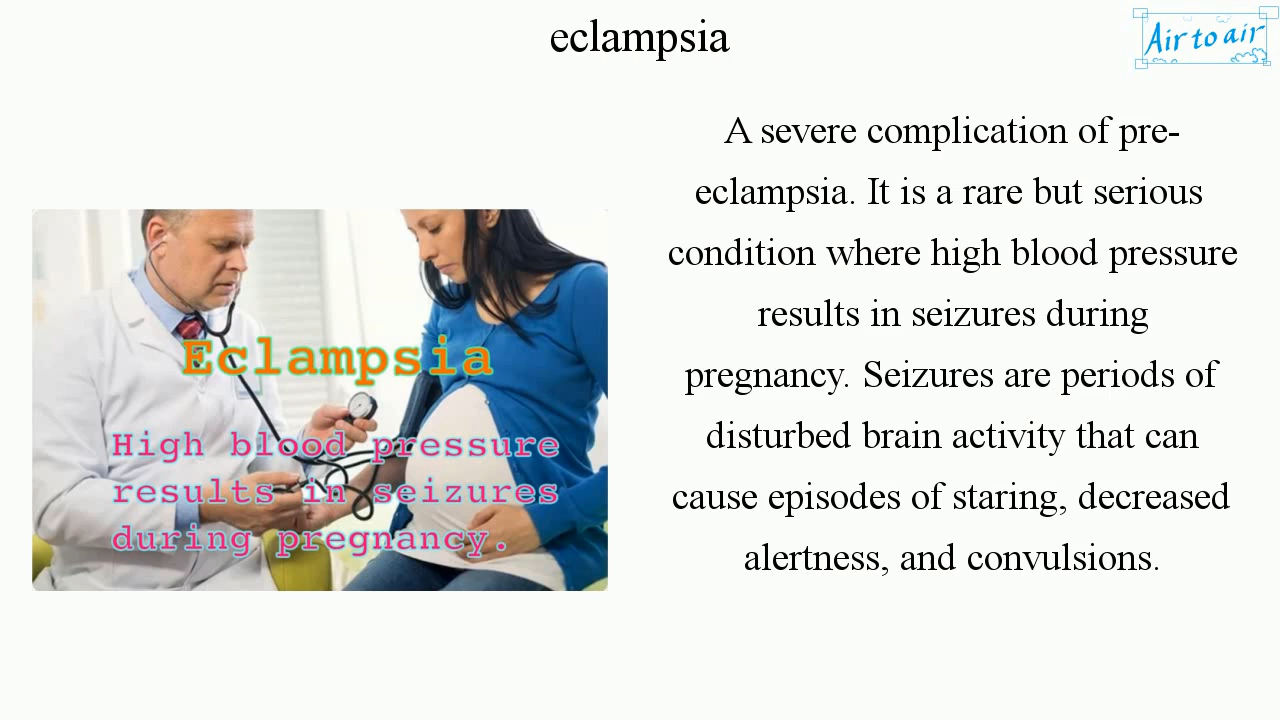 eclampsia
Air to air
A severe complication of pre-
eclampsia. It is a rare but serious
condition where high blood pressure
results in seizures during
pregnancy. Seizures are periods of
disturbed brain activity that can
cause episodes of staring, decreased
alertness, and convulsions.
Eclampsia
High blood pressure
results in seizures
during pregnancy.